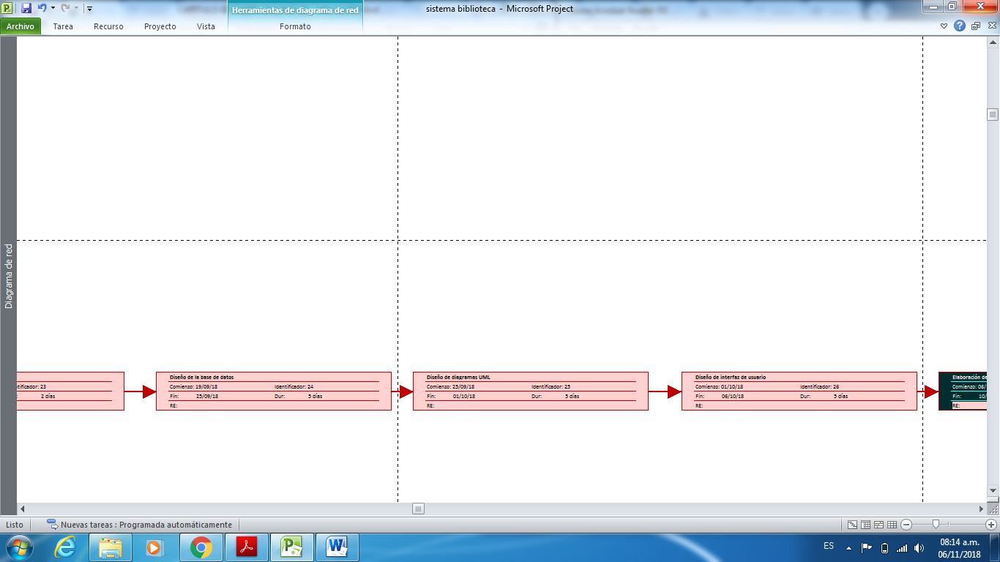 Herramientas de diagrama de red
sistema biblioteca - Microsoft Project
Archivo Tarea Recurso Proyecto Vista Formato
Diagrama de red
ntificador: 23
2 días
Diseño de la base de datos
Comienzo: 19/09/18 Identificador: 24
Fin: 25/09/18 Dur: 5 días
RE:
Diseño de diagramas UML
Comienzo: 25/09/18 Identificador: 25
Fin: 01/10/18 Dur: 5 días
RE:
Diseño de interfaz de usuario
Comienzo: 01/10/18 Identificador: 26
Fin: 06/10/18 Dur: 5 días
RE:
Elaboración de
Comienzo: 06/
Fin: 10/
RE:
Listo Nuevas tareas : Programada automáticamente
ES
08:14 a.m.
06/11/2018